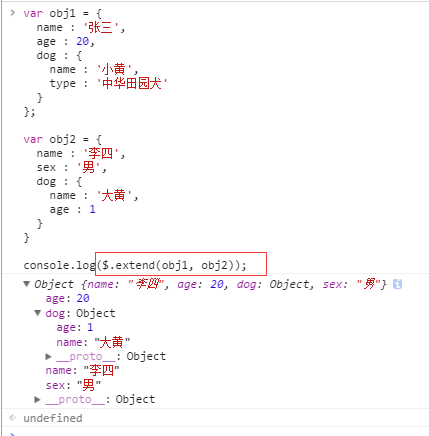 var obj1 = {
name : '张三',
age : 20,
dog : {
name : '小黄',
type : '中华田园犬'
}
};
var obj2 = {
name : '李四',
sex : '男',
dog : {
name : '大黄',
age : 1
}
}
console.log($.extend(obj1, obj2));
Object {name: "李四", age: 20, dog: Object, sex: "男"}
age: 20
dog: Object
age: 1
name: "大黄"
__proto__: Object
name: "李四"
sex: "男"
__proto__: Object
undefined